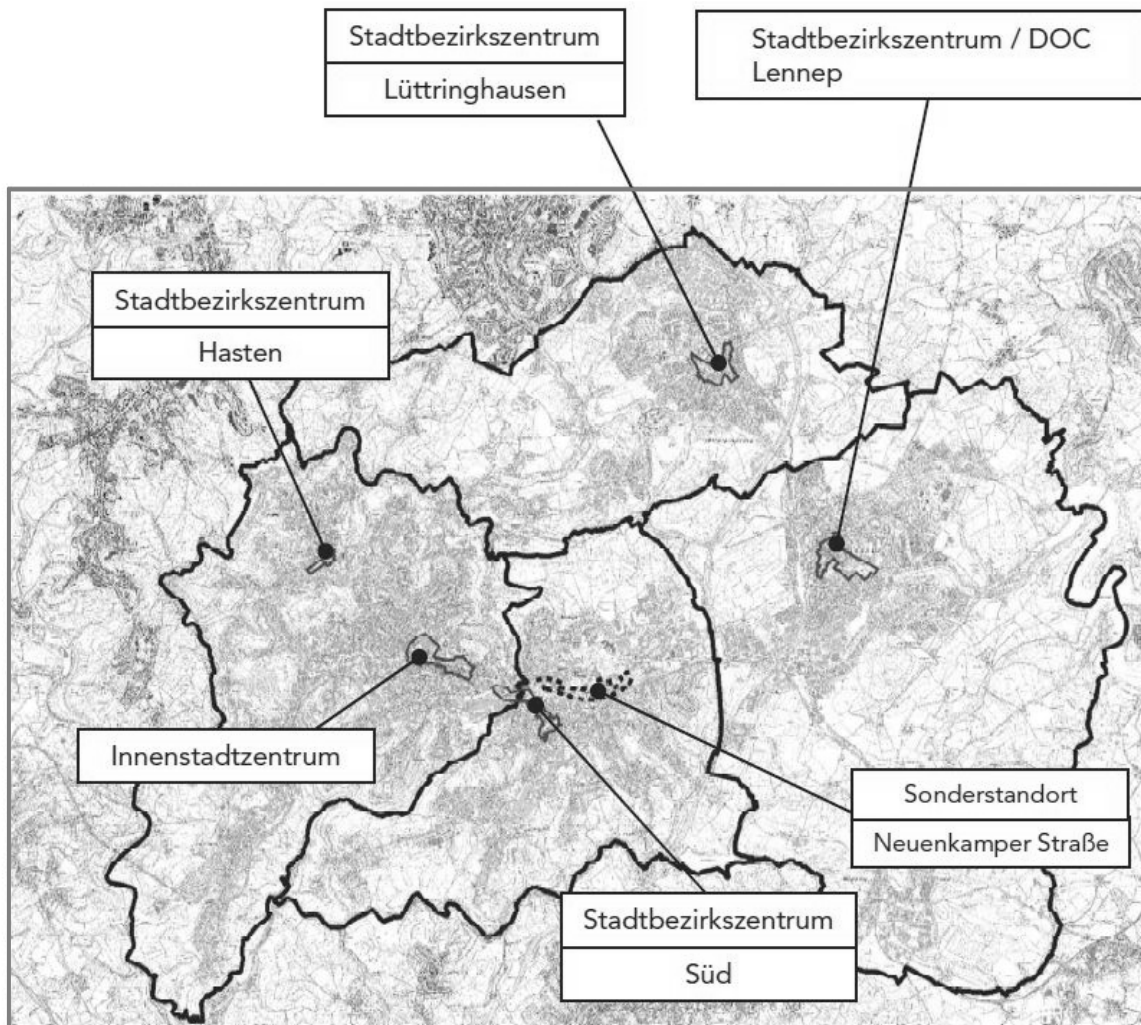 Stadtbezirkszentrum
Lüttringhausen
Stadtbezirkszentrum / DOC
Lennep
Stadtbezirkszentrum
Hasten
Innenstadtzentrum
Sonderstandort
Neuenkamper Straße
Stadtbezirkszentrum
Süd